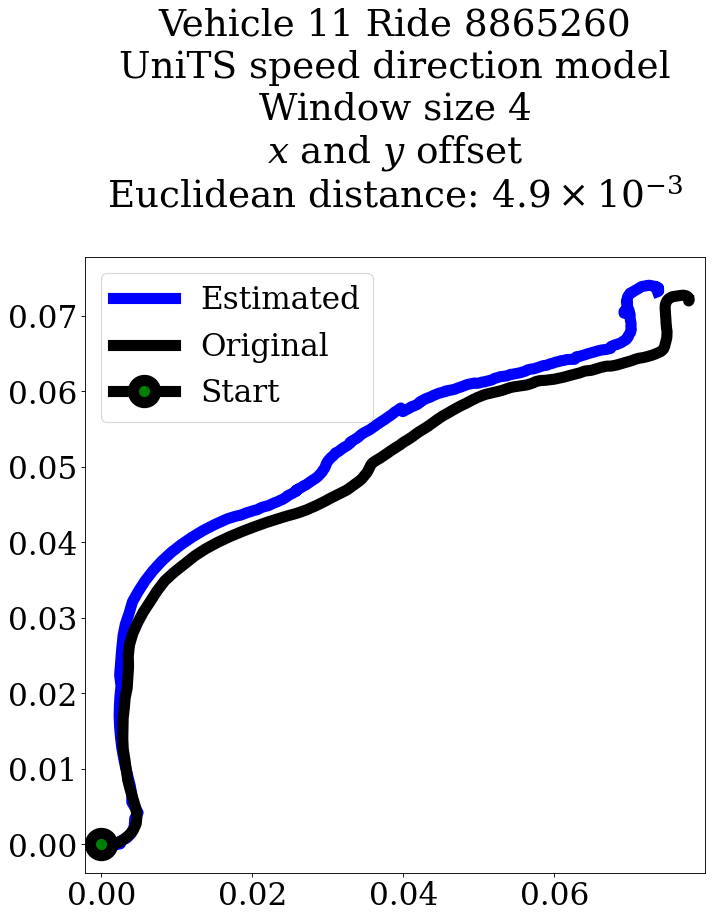 Vehicle 11 Ride 8865260
UniTS speed direction model
Window size 4
x and y offset
Euclidean distance: 4.9 × 10⁻³
Estimated
Original
Start
0.07
0.06
0.05
0.04
0.03
0.02
0.01
0.00
0.00 0.02 0.04 0.06